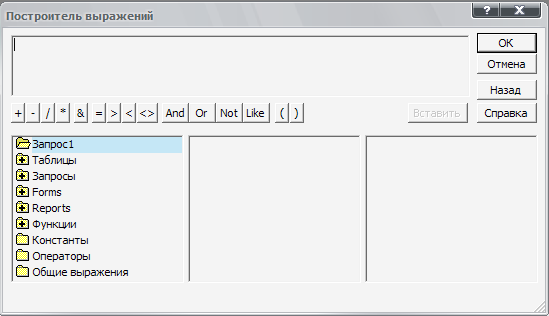 Построитель выражений
OK
Отмена
Назад
+ - / * & = > < <> And Or Not Like ( ) Вставить Справка
Запрос1
Таблицы
Запросы
Forms
Reports
Функции
Константы
Операторы
Общие выражения